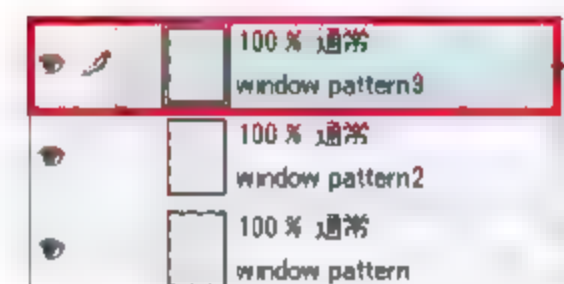 100 % 通常
window pattern3
100 % 通常
window pattern2
100 % 通常
window pattern